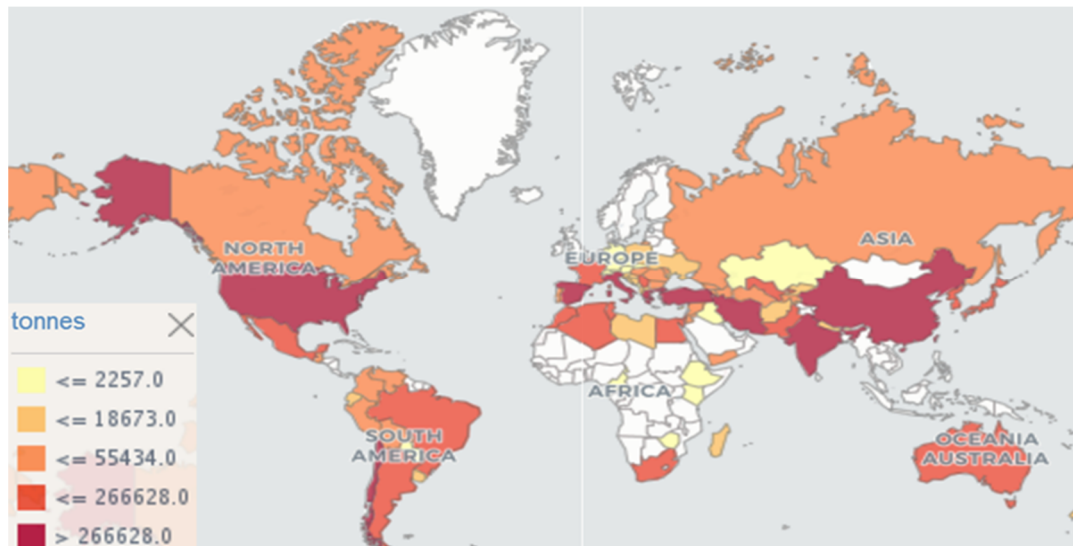 NORTH
AMERICA
EUROPE
ASIA
AFRICA
SOUTH
AMERICA
OCEANIA
AUSTRALIA
tonnes
<= 2257.0
<= 18673.0
<= 55434.0
<= 266628.0
> 266628.0